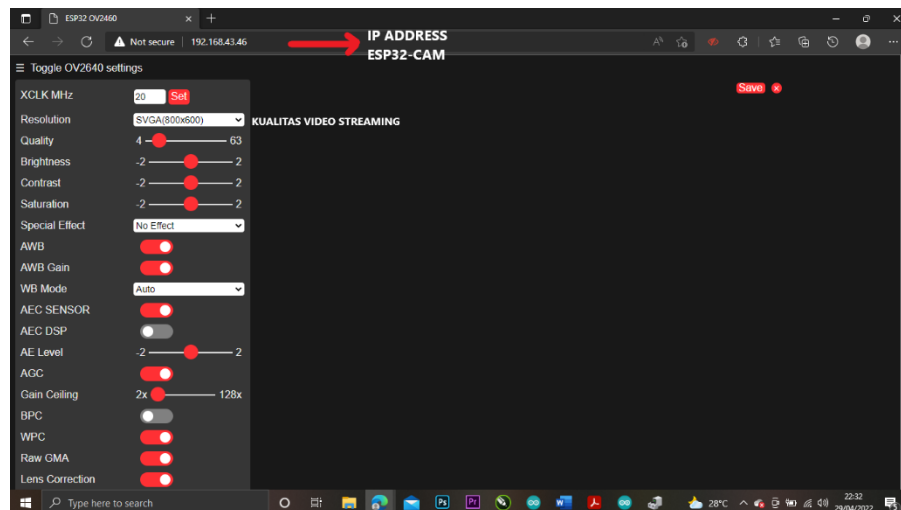 ESP32 OV2460
Not secure | 192.168.43.46
IP ADDRESS
ESP32-CAM
☰ Toggle OV2640 settings
Save
XCLK MHz 20 Set
Resolution SVGA(800x600) KUALITAS VIDEO STREAMING
Quality 4 63
Brightness -2 2
Contrast -2 2
Saturation -2 2
Special Effect No Effect
AWB
AWB Gain
WB Mode Auto
AEC SENSOR
AEC DSP
AE Level -2 2
AGC
Gain Ceiling 2x 128x
BPC
WPC
Raw GMA
Lens Correction
Type here to search
28°C
22:32
29/04/2022